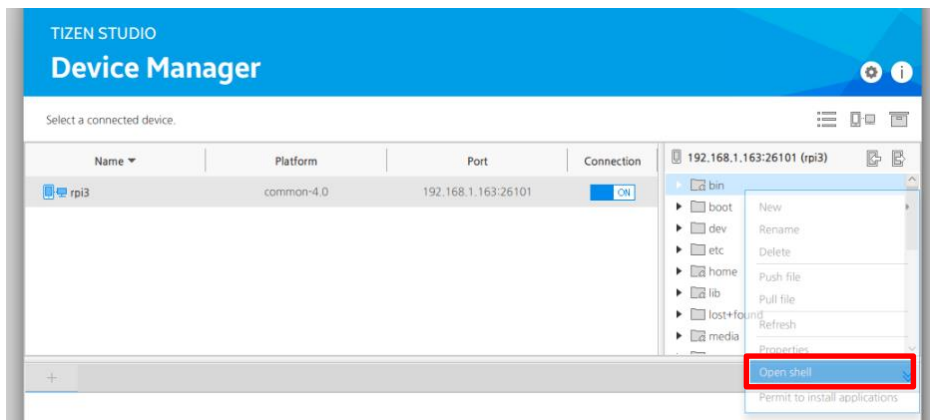 TIZEN STUDIO
Device Manager
i
Select a connected device.
Name Platform Port Connection
192.168.1.163:26101 (rpi3)
rpi3 common-4.0 192.168.1.163:26101 ON
bin
boot
dev
etc
home
lib
lost+found
media
New
Rename
Delete
Push file
Pull file
Refresh
Properties
Open shell
Permit to install applications
+